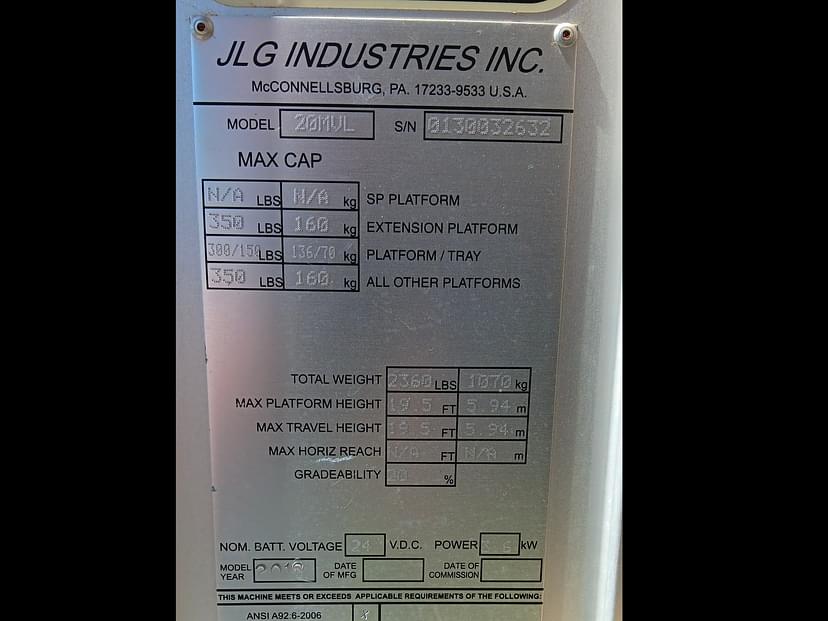 JLG INDUSTRIES INC.
McCONNELLSBURG, PA. 17233-9533 U.S.A.
MODEL 20MVL S/N 0130032632
MAX CAP
N/A LBS N/A kg SP PLATFORM
350 LBS 160 kg EXTENSION PLATFORM
300/150 LBS 136/70 kg PLATFORM / TRAY
350 LBS 160 kg ALL OTHER PLATFORMS
TOTAL WEIGHT 2360 LBS 1070 kg
MAX PLATFORM HEIGHT 19.5 FT 5.94 m
MAX TRAVEL HEIGHT 19.5 FT 5.94 m
MAX HORIZ REACH N/A FT N/A m
GRADEABILITY %
NOM. BATT. VOLTAGE 24 V.D.C. POWER kW
MODEL YEAR 2018 DATE OF MFG DATE OF COMMISSION
THIS MACHINE MEETS OR EXCEEDS APPLICABLE REQUIREMENTS OF THE FOLLOWING:
ANSI A92.6-2006 X